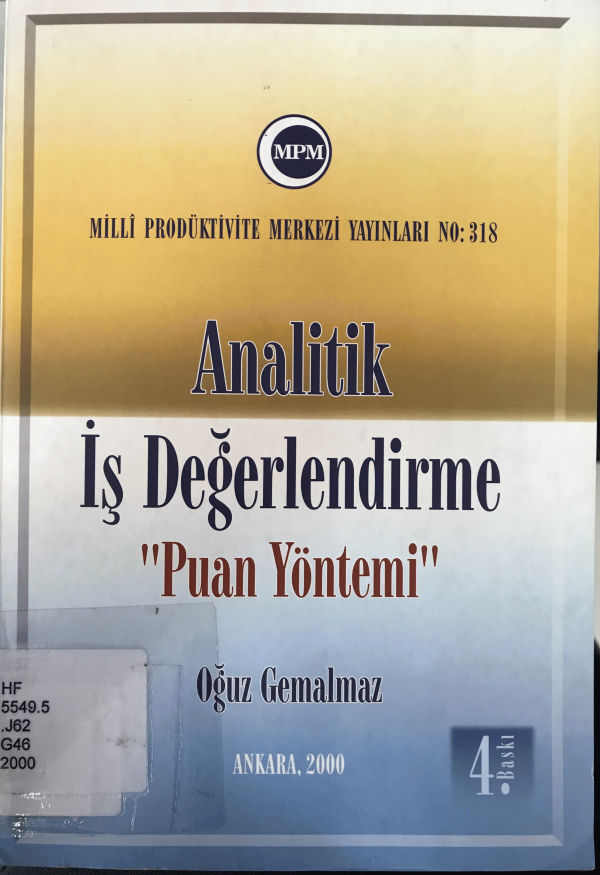 MPM
MİLLÎ PRODÜKTİVİTE MERKEZİ YAYINLARI NO: 318
Analitik
İş Değerlendirme
"Puan Yöntemi"
Oğuz Gemalmaz
HF
5549.5
.J62
G46
2000
ANKARA, 2000
4. Baskı